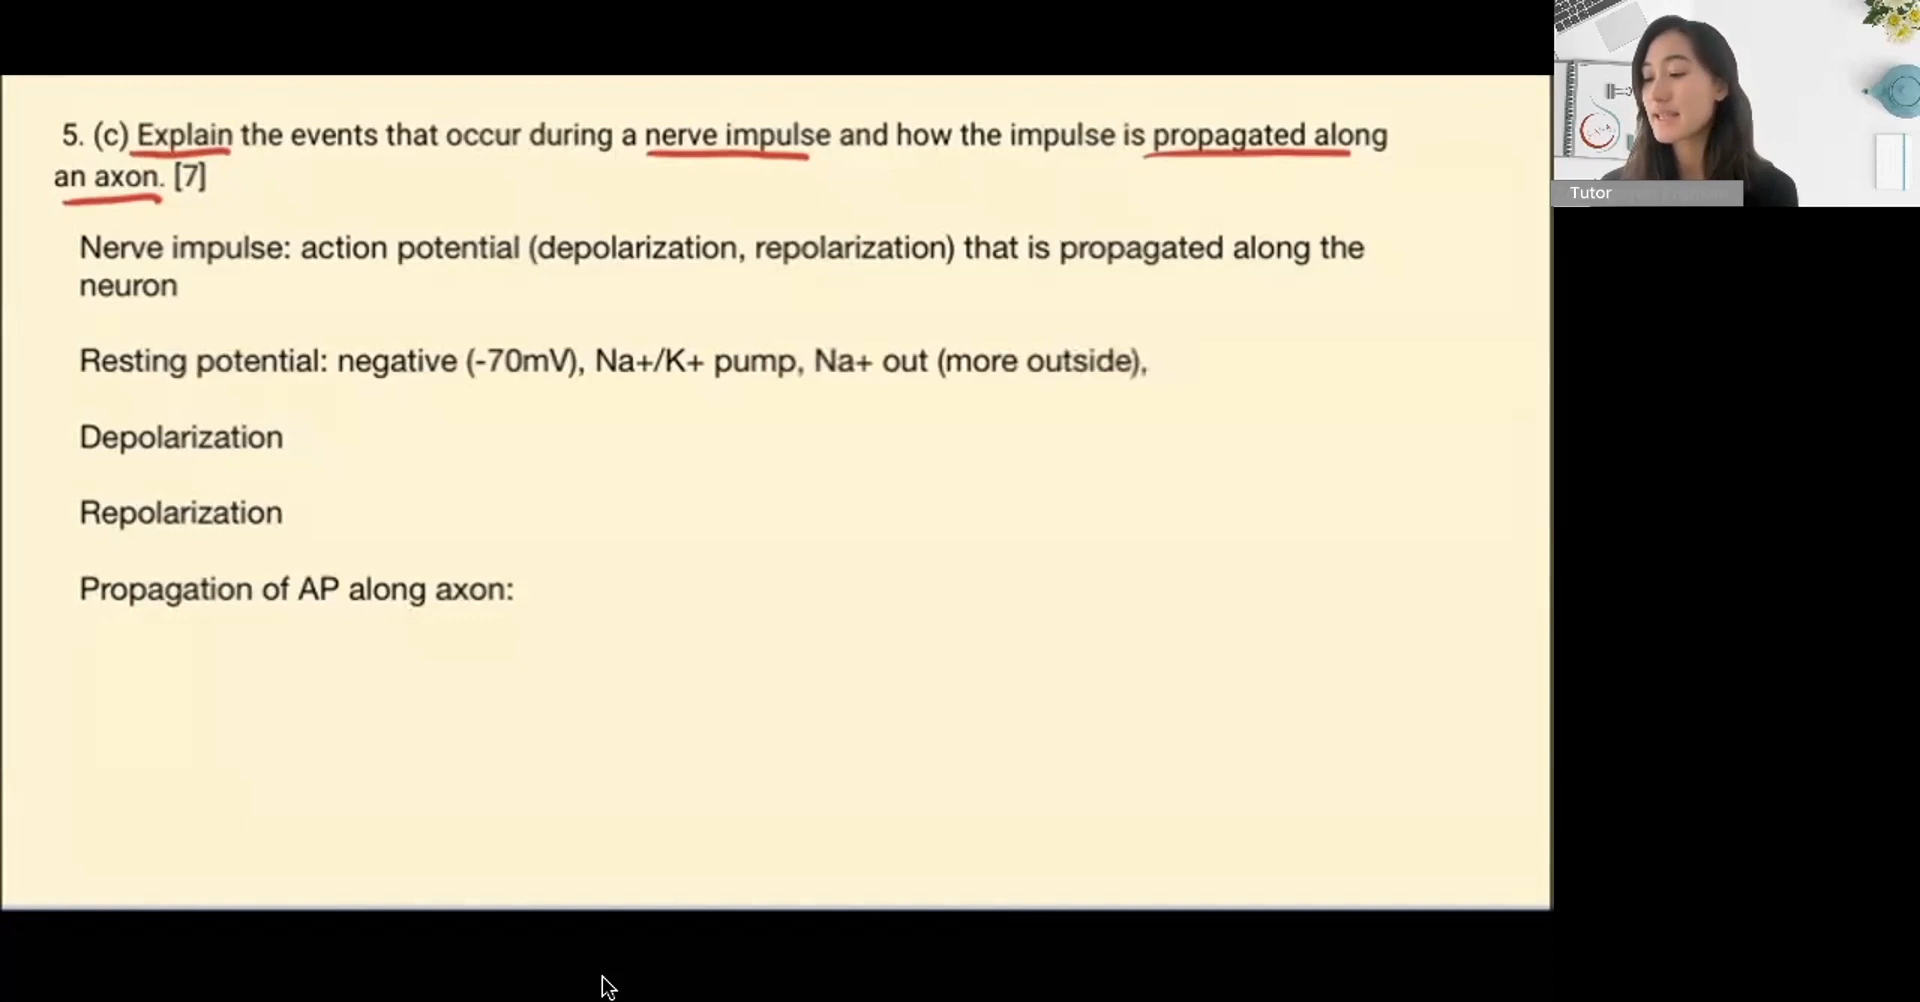 5. (c) Explain the events that occur during a nerve impulse and how the impulse is propagated along
an axon. [7]
Nerve impulse: action potential (depolarization, repolarization) that is propagated along the
neuron
Resting potential: negative (-70mV), Na+/K+ pump, Na+ out (more outside),
Depolarization
Repolarization
Propagation of AP along axon:
Tutor